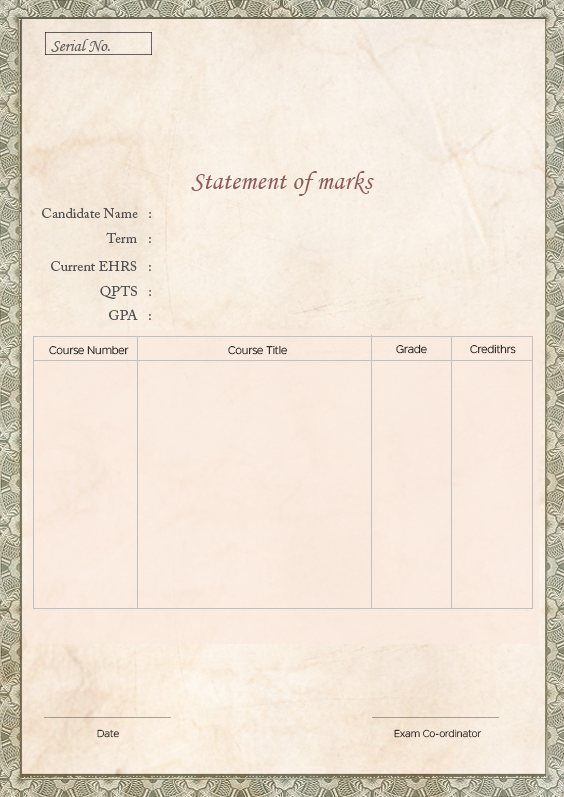 Serial No.
Statement of marks
Candidate Name :
Term :
Current EHRS :
QPTS :
GPA :
Course Number Course Title Grade Credithrs
Date Exam Co-ordinator